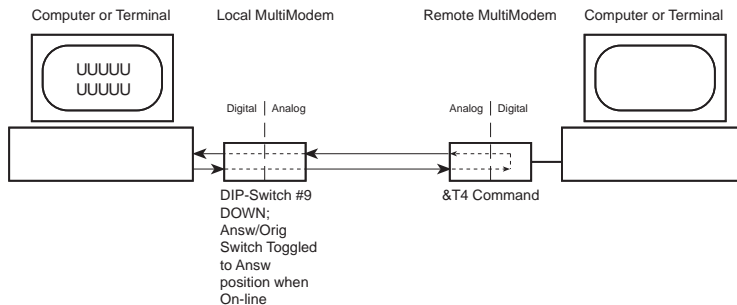 Computer or Terminal
Local MultiModem
Remote MultiModem
Computer or Terminal
UUUUU
UUUUU
Digital
Analog
Analog
Digital
DIP-Switch #9
DOWN;
Answ/Orig
Switch Toggled
to Answ
position when
On-line
&T4 Command